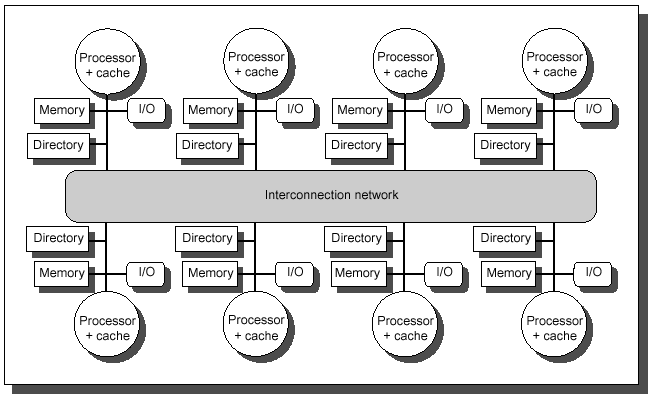 Processor
+ cache
Processor
+ cache
Processor
+ cache
Processor
+ cache
Memory
I/O
Memory
I/O
Memory
I/O
Memory
I/O
Directory
Directory
Directory
Directory
Interconnection network
Directory
Directory
Directory
Directory
Memory
I/O
Memory
I/O
Memory
I/O
Memory
I/O
Processor
+ cache
Processor
+ cache
Processor
+ cache
Processor
+ cache